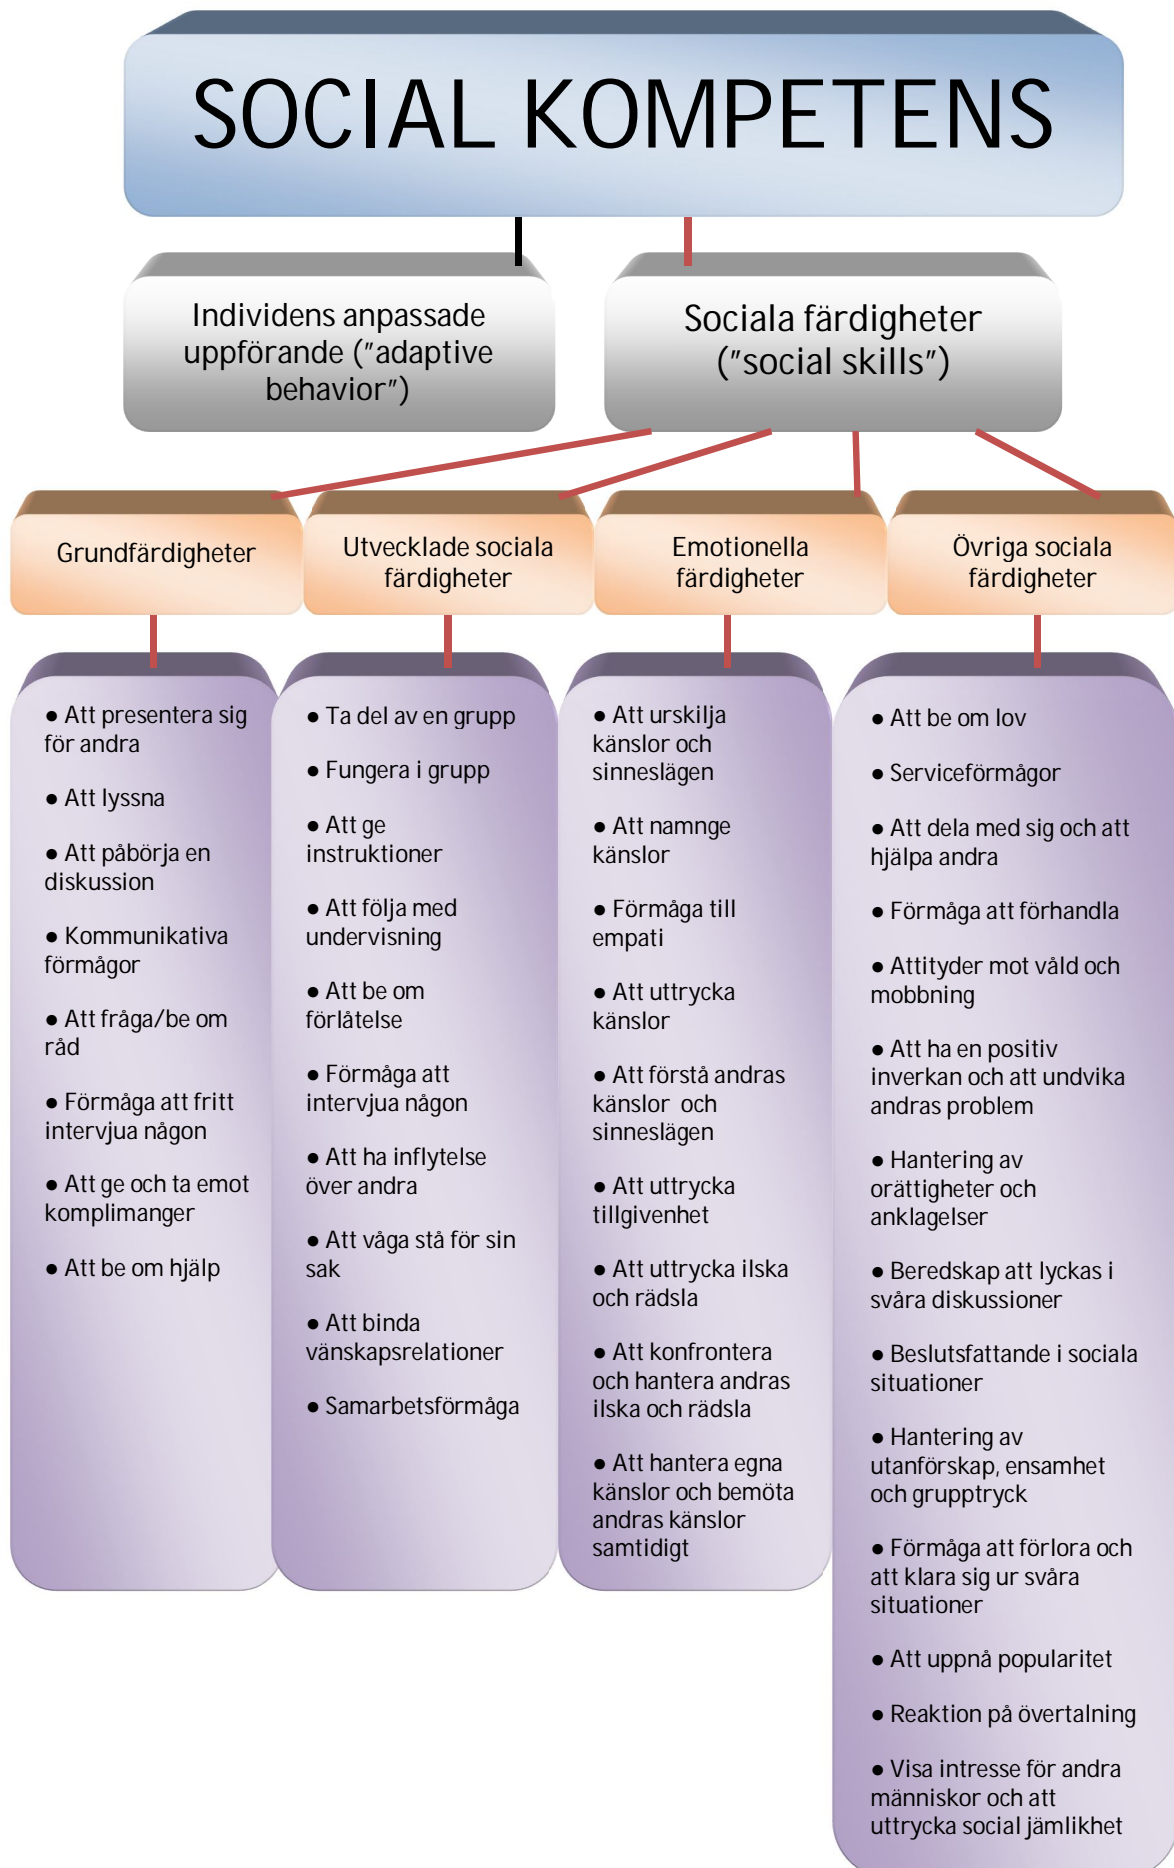 SOCIAL KOMPETENS
Individens anpassade
uppförande ("adaptive
behavior")
Sociala färdigheter
("social skills")
Grundfärdigheter
Utvecklade sociala
färdigheter
Emotionella
färdigheter
Övriga sociala
färdigheter
● Att presentera sig
för andra
● Att lyssna
● Att påbörja en
diskussion
● Kommunikativa
förmågor
● Att fråga/be om
råd
● Förmåga att fritt
intervjua någon
● Att ge och ta emot
komplimanger
● Att be om hjälp
● Ta del av en grupp
● Fungera i grupp
● Att ge
instruktioner
● Att följa med
undervisning
● Att be om
förlåtelse
● Förmåga att
intervjua någon
● Att ha inflytelse
över andra
● Att våga stå för sin
sak
● Att binda
vänskapsrelationer
● Samarbetsförmåga
● Att urskilja
känslor och
sinneslägen
● Att namnge
känslor
● Förmåga till
empati
● Att uttrycka
känslor
● Att förstå andras
känslor och
sinneslägen
● Att uttrycka
tillgivenhet
● Att uttrycka ilska
och rädsla
● Att konfrontera
och hantera andras
ilska och rädsla
● Att hantera egna
känslor och bemöta
andras känslor
samtidigt
● Att be om lov
● Serviceförmågor
● Att dela med sig och att
hjälpa andra
● Förmåga att förhandla
● Attityder mot våld och
mobbning
● Att ha en positiv
inverkan och att undvika
andras problem
● Hantering av
orättigheter och
anklagelser
● Beredskap att lyckas i
svåra diskussioner
● Beslutsfattande i sociala
situationer
● Hantering av
utanförskap, ensamhet
och grupptryck
● Förmåga att förlora och
att klara sig ur svåra
situationer
● Att uppnå popularitet
● Reaktion på övertalning
● Visa intresse för andra
människor och att
uttrycka social jämlikhet